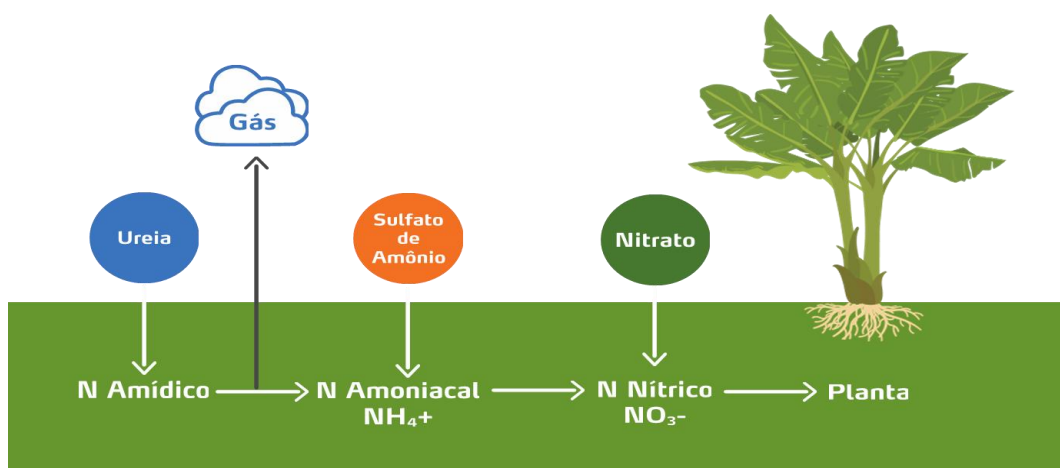 Gás
Ureia
Sulfato
de
Amônio
Nitrato
N Amídico
N Amoniacal
NH₄+
N Nítrico
NO₃-
Planta